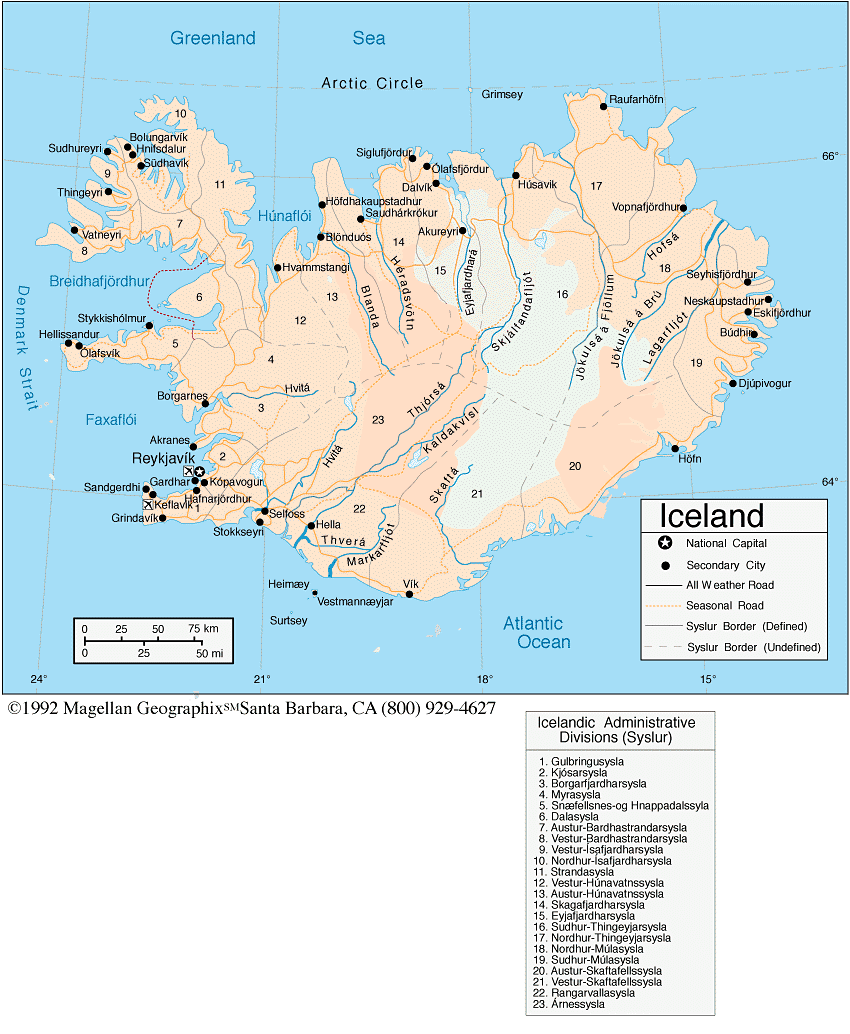 Greenland Sea
Arctic Circle
Grimsey
Raufarhöfn
10
Bolungarvík
Sudhureyri
Hnifsdalur
Súdhavik
Siglufjördur
Ólafsfjördur
66°
9
11
Thingeyri
Dalvík
Húsavik
17
Höfdhakaupstadhur
Saudhárkrókur
Húnaflói
Vopnafjördhur
7
Vatneyri
8
Blönduós
14
Akureyri
Hofsá
Hvammstangi
15
18
Breidhafjördhur
6
13
16
Seyhisfjördhur
Neskaupstadhur
Eskifjördhur
Búdhir
Blanda
Héradsvötn
Eyjafjardhará
Skjálfandafljót
Jökulsá á Fjöllum
Jökulsá á Brú
Lagarfljót
Stykkishólmur
Hellissandur
Ólafsvík
5
12
4
19
Denmark Strait
Djúpivogur
Borgarnes
Hvitá
3
Faxaflói
23
Thjórsá
Kaldakvísl
Akranes
Reykjavík
2
Hvitá
Höfn
Gardhar
Kópavogur
20
Sandgerdhi
Hafnarjördhur
Skaftá
64°
Keflavik
1
21
Grindavík
Selfoss
22
Stokkseyri
Hella
Thverá
Markarfljót
Heimæy
Vestmannæyjar
Vík
Surtsey
Atlantic
Ocean
Iceland
National Capital
Secondary City
All Weather Road
Seasonal Road
Syslur Border (Defined)
Syslur Border (Undefined)
0 25 50 75 km
0 25 50 mi
24° 21° 18° 15°
©1992 Magellan Geographix℠Santa Barbara, CA (800) 929-4627
Icelandic Administrative
Divisions (Syslur)
1. Gulbringusysla
2. Kjósarsysla
3. Borgarfjardharsysla
4. Myrasysla
5. Snæfellsnes-og Hnappadalssyla
6. Dalasysla
7. Austur-Bardhastrandarsysla
8. Vestur-Bardhastrandarsysla
9. Vestur-Ísafjardharsysla
10. Nordhur-Ísafjardharsysla
11. Strandasysla
12. Vestur-Húnavatnssysla
13. Austur-Húnavatnssysla
14. Skagafjardharsysla
15. Eyjafjardharsysla
16. Sudhur-Thingeyjarsysla
17. Nordhur-Thingeyjarsysla
18. Nordhur-Múlasysla
19. Sudhur-Múlasysla
20. Austur-Skaftafellssysla
21. Vestur-Skaftafellssysla
22. Rangarvallasysla
23. Árnessysla